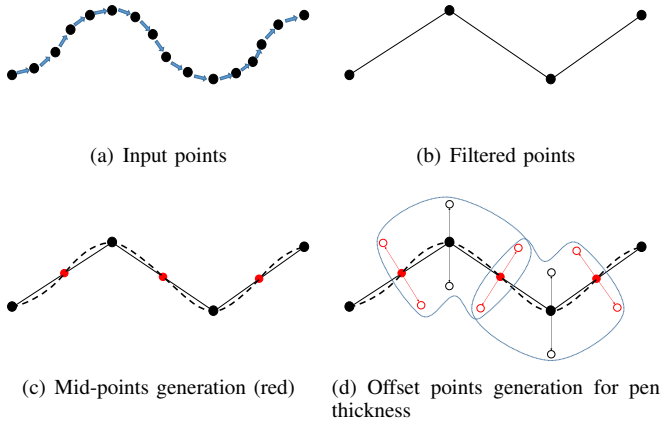 (a) Input points
(b) Filtered points
(c) Mid-points generation (red)
(d) Offset points generation for pen
thickness